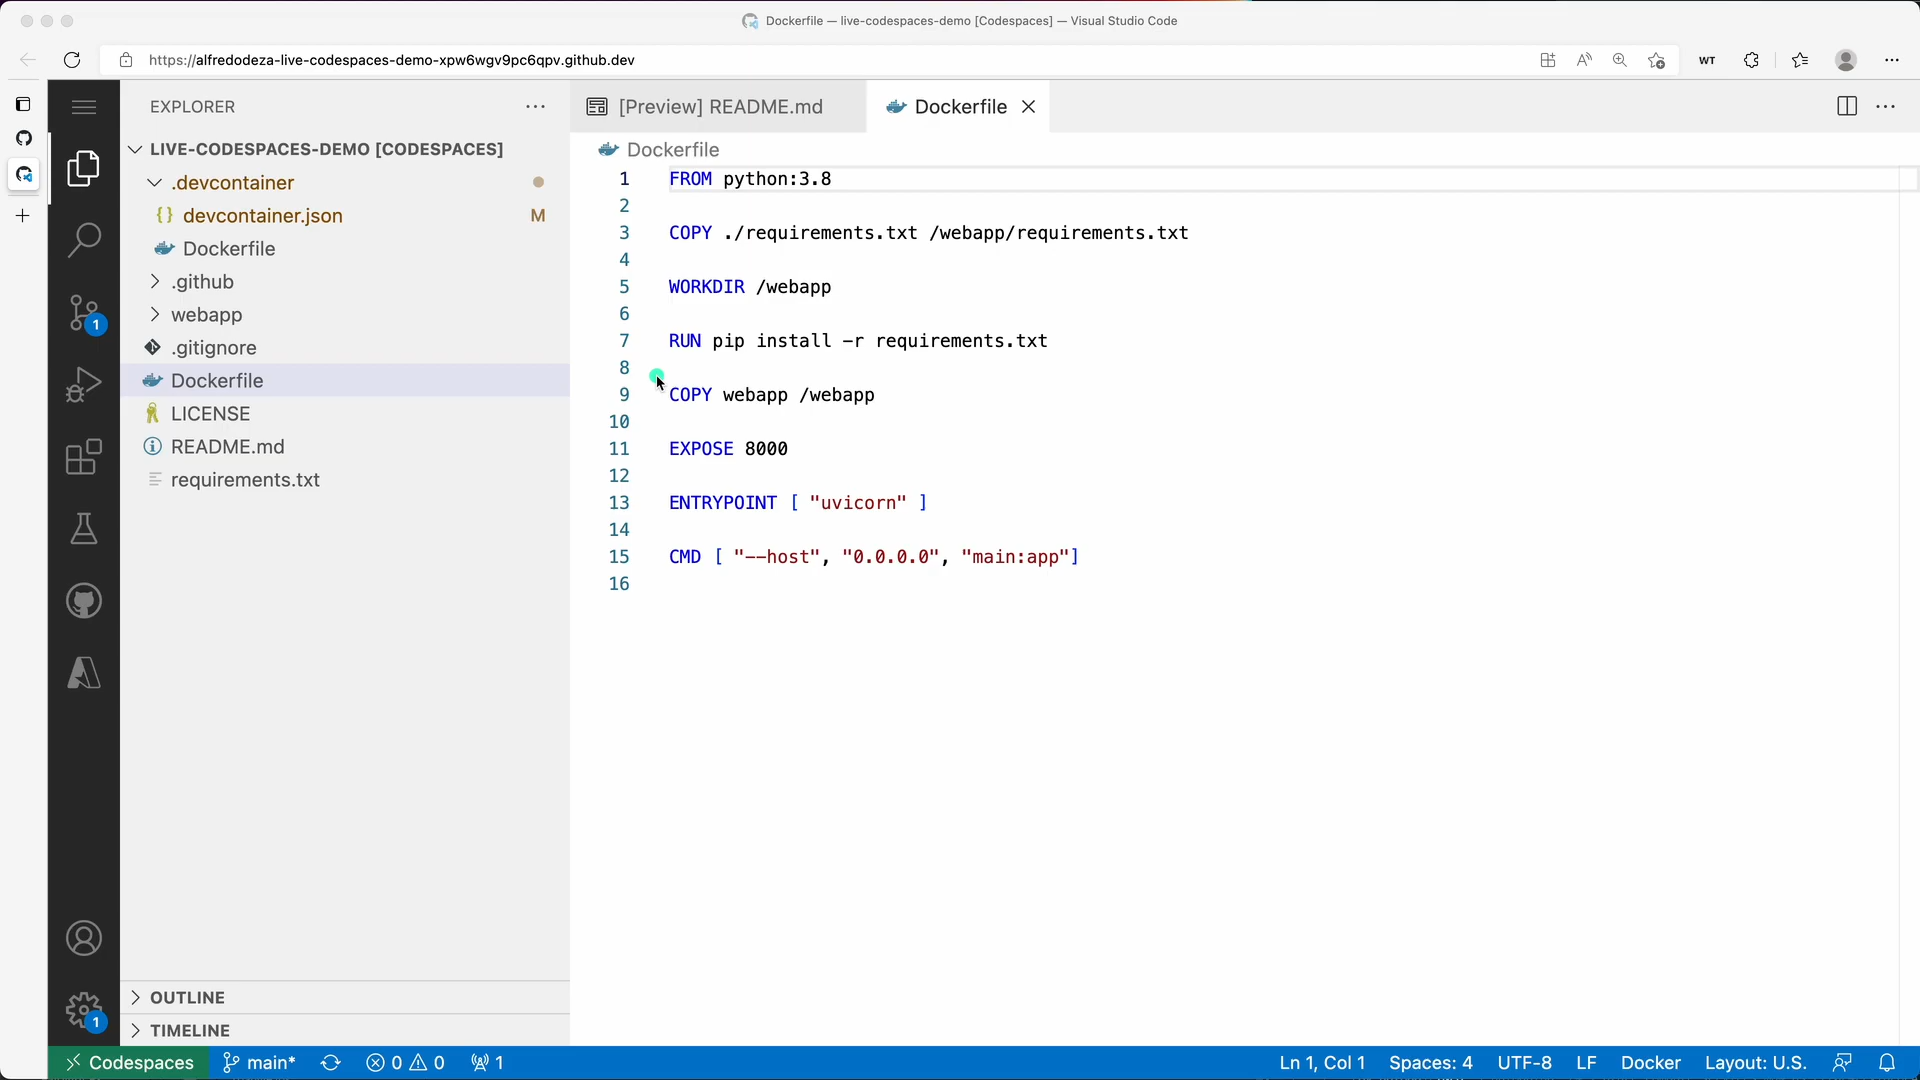 Dockerfile — live-codespaces-demo [Codespaces] — Visual Studio Code
https://alfredodeza-live-codespaces-demo-xpw6wgv9pc6qpv.github.dev
WT
EXPLORER
[Preview] README.md
Dockerfile
LIVE-CODESPACES-DEMO [CODESPACES]
.devcontainer
devcontainer.json M
Dockerfile
.github
webapp
.gitignore
Dockerfile
LICENSE
README.md
requirements.txt
1
1
OUTLINE
TIMELINE
Dockerfile
1 FROM python:3.8
2
3 COPY ./requirements.txt /webapp/requirements.txt
4
5 WORKDIR /webapp
6
7 RUN pip install -r requirements.txt
8
9 COPY webapp /webapp
10
11 EXPOSE 8000
12
13 ENTRYPOINT [ "uvicorn" ]
14
15 CMD [ "--host", "0.0.0.0", "main:app"]
16
Codespaces main* 0 0 1 Ln 1, Col 1 Spaces: 4 UTF-8 LF Docker Layout: U.S.